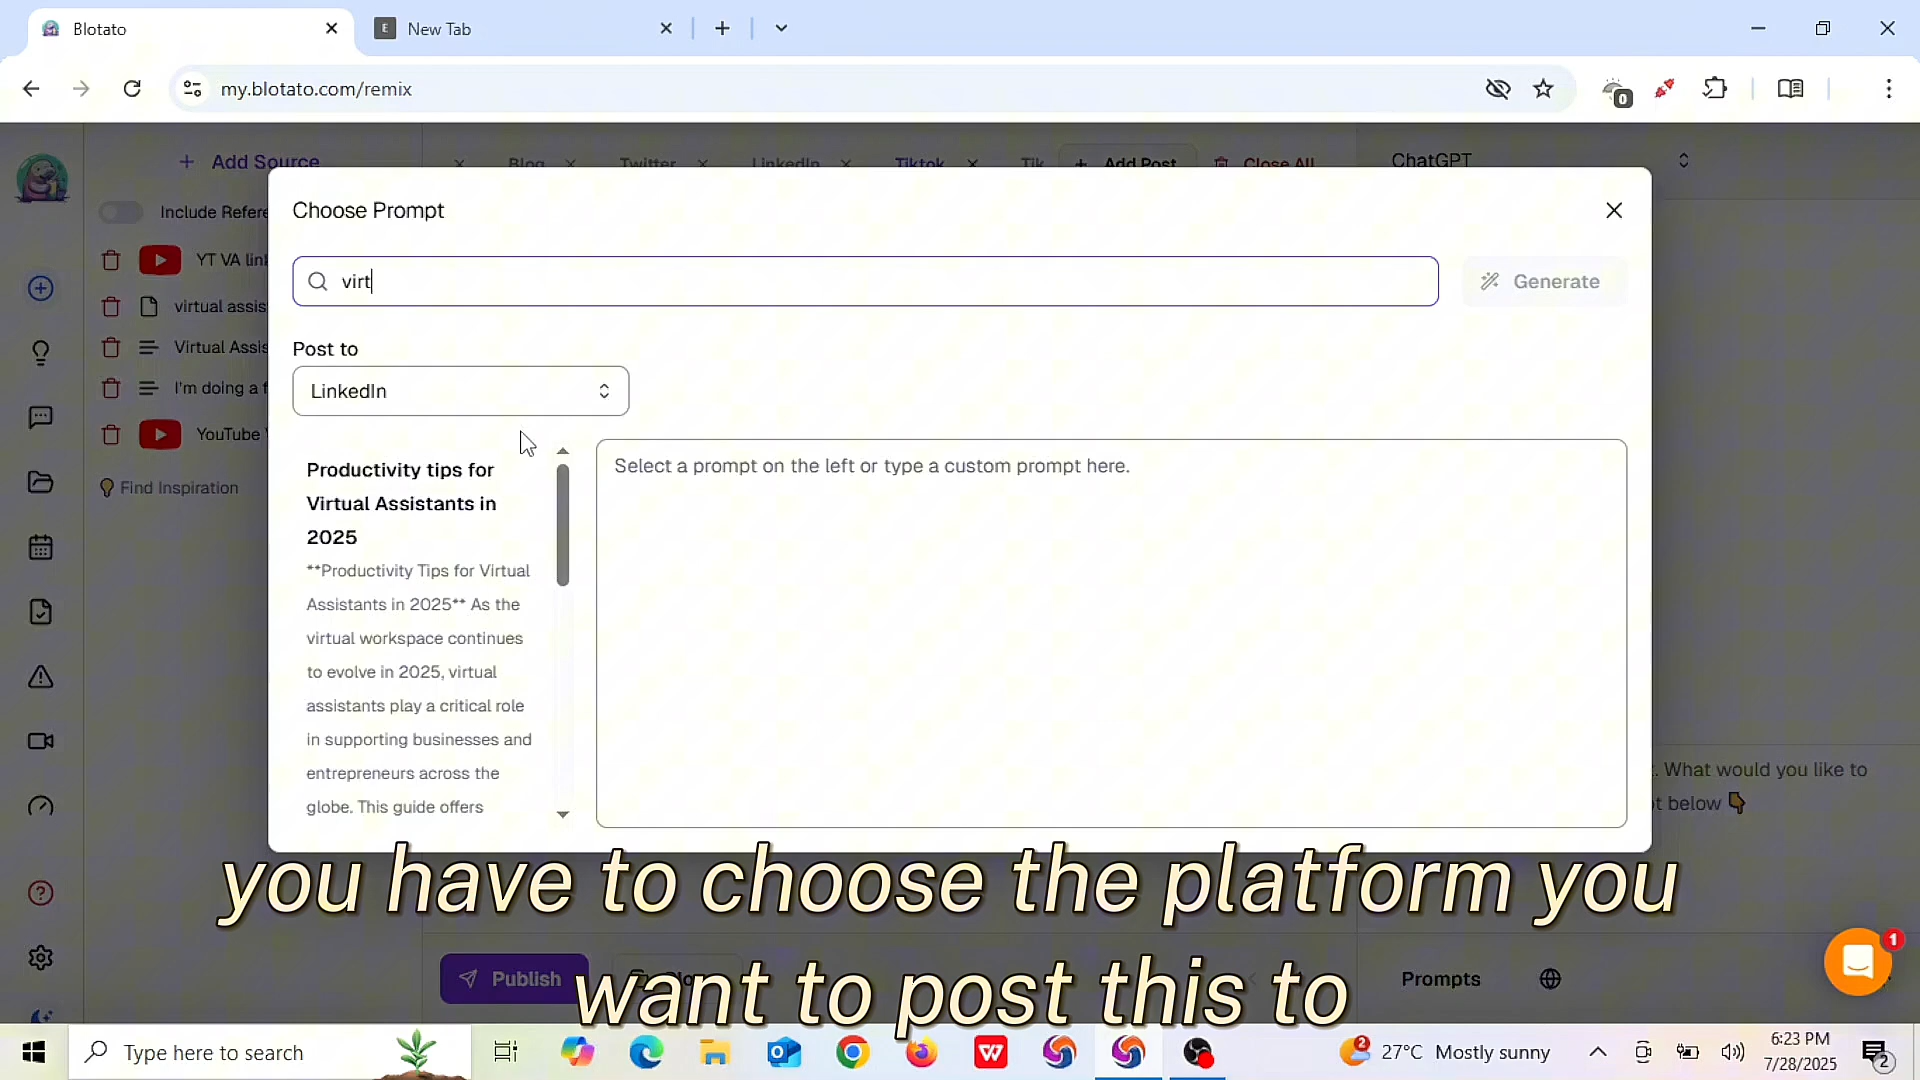 Blotato
E
New Tab
my.blotato.com/remix
0
+ Add Source
Blog
Twitter
LinkedIn
Tiktok
Tik
+ Add Post
Close All
ChatGPT
Include Refere
YT VA link
virtual assis
Virtual Assis
I'm doing a f
YouTube
Find Inspiration
Choose Prompt
virt
Generate
Post to
LinkedIn
Productivity tips for
Virtual Assistants in
2025
**Productivity Tips for Virtual
Assistants in 2025** As the
virtual workspace continues
to evolve in 2025, virtual
assistants play a critical role
in supporting businesses and
entrepreneurs across the
globe. This guide offers
Select a prompt on the left or type a custom prompt here.
What would you like to
t below
you have to choose the platform you
want to post this to
Publish
Prompts
1
Type here to search
2
27°C Mostly sunny
6:23 PM
7/28/2025
2